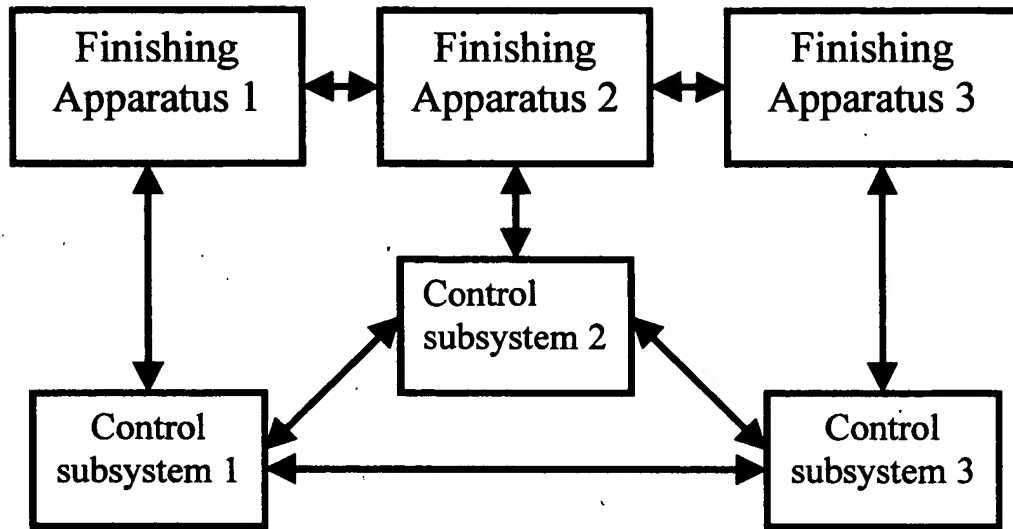 Finishing
Apparatus 1
Finishing
Apparatus 2
Finishing
Apparatus 3
Control
subsystem 2
Control
subsystem 1
Control
subsystem 3